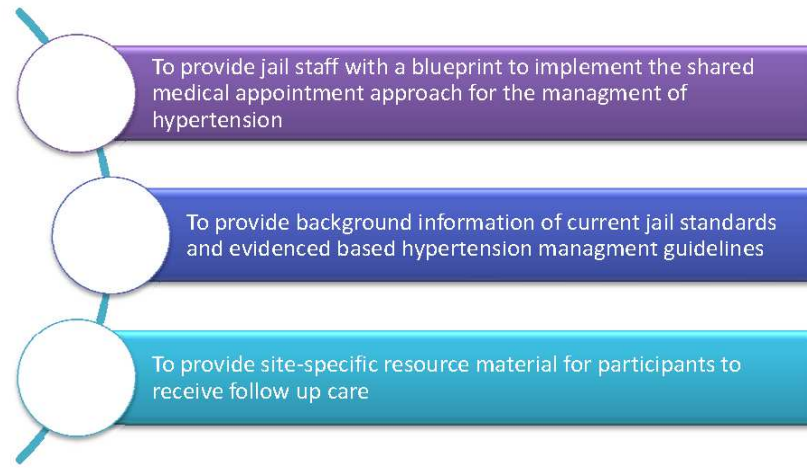 To provide jail staff with a blueprint to implement the shared
medical appointment approach for the managment of
hypertension
To provide background information of current jail standards
and evidenced based hypertension managment guidelines
To provide site-specific resource material for participants to
receive follow up care